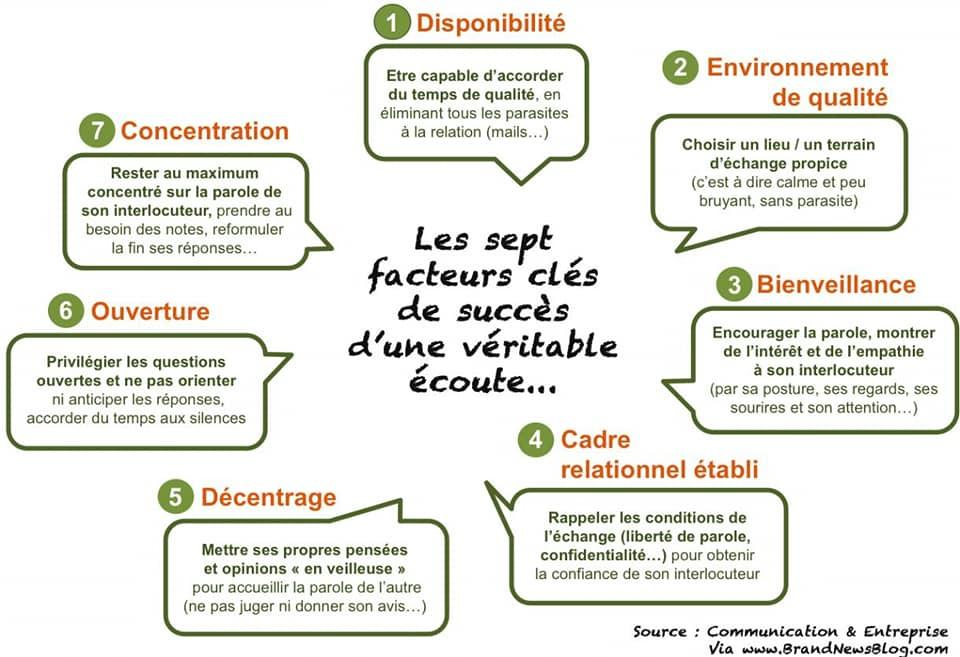 Les sept
facteurs clés
de succès
d'une véritable
écoute...
1 Disponibilité
Etre capable d'accorder
du temps de qualité, en
éliminant tous les parasites
à la relation (mails…)
2 Environnement
de qualité
Choisir un lieu / un terrain
d'échange propice
(c'est à dire calme et peu
bruyant, sans parasite)
3 Bienveillance
Encourager la parole, montrer
de l'intérêt et de l'empathie
à son interlocuteur
(par sa posture, ses regards, ses
sourires et son attention…)
4 Cadre
relationnel établi
Rappeler les conditions de
l'échange (liberté de parole,
confidentialité…) pour obtenir
la confiance de son interlocuteur
5 Décentrage
Mettre ses propres pensées
et opinions « en veilleuse »
pour accueillir la parole de l'autre
(ne pas juger ni donner son avis…)
6 Ouverture
Privilégier les questions
ouvertes et ne pas orienter
ni anticiper les réponses,
accorder du temps aux silences
7 Concentration
Rester au maximum
concentré sur la parole de
son interlocuteur, prendre au
besoin des notes, reformuler
la fin ses réponses…
Source : Communication & Entreprise
Via www.BrandNewsBlog.com